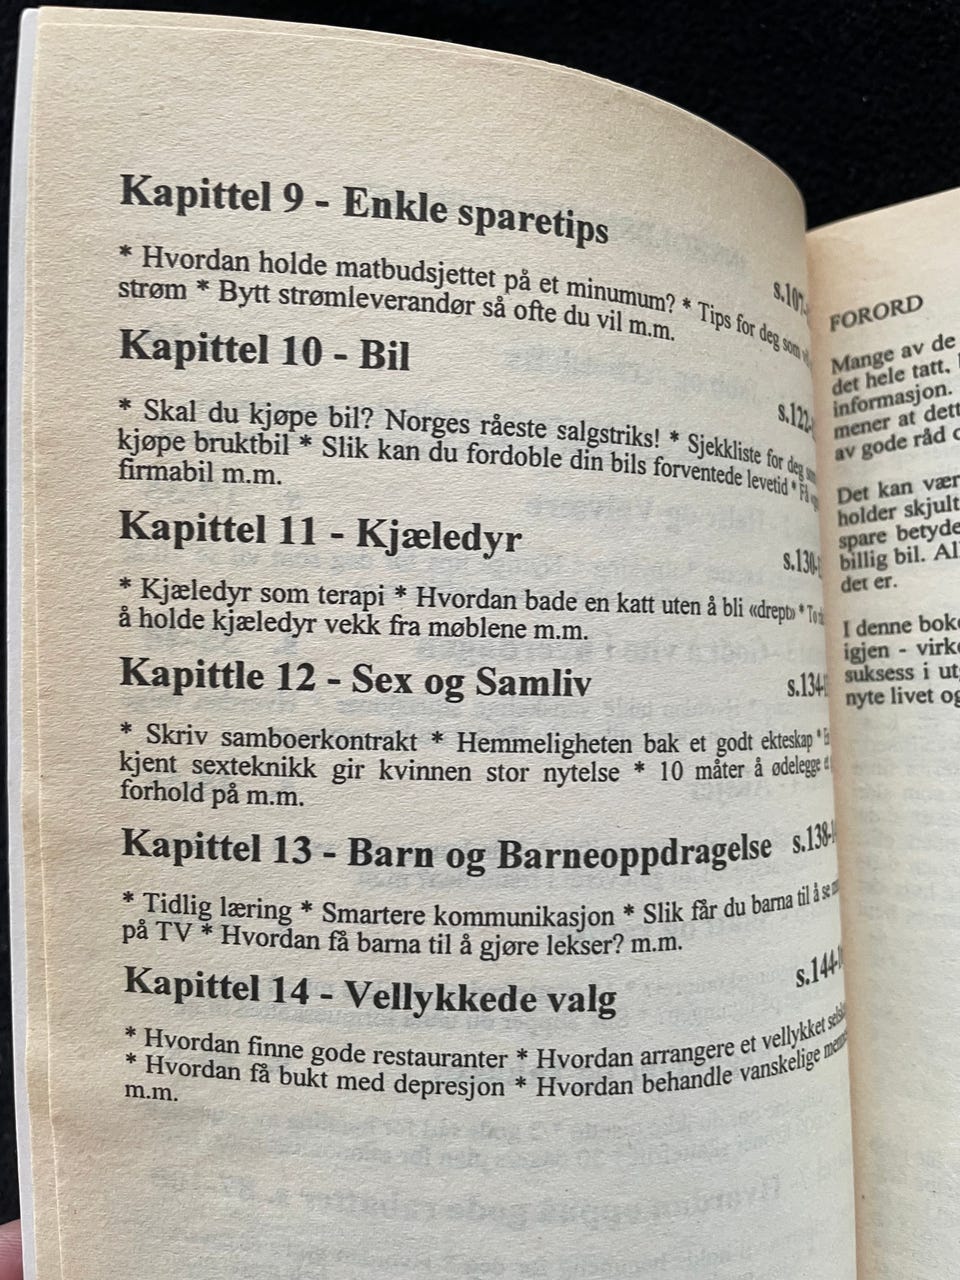 Kapittel 9 - Enkle sparetips
s.107-
* Hvordan holde matbudsjettet på et minumum? * Tips for deg som
strøm * Bytt strømleverandør så ofte du vil m.m.
Kapittel 10 - Bil
s.122-
* Skal du kjøpe bil? Norges råeste salgstriks! * Sjekkliste for deg
kjøpe bruktbil * Slik kan du fordoble din bils forventede levetid * Få
firmabil m.m.
Kapittel 11 - Kjæledyr
s.130-
* Kjæledyr som terapi * Hvordan bade en katt uten å bli «drept» *
å holde kjæledyr vekk fra møblene m.m.
Kapittle 12 - Sex og Samliv
s.134-
* Skriv samboerkontrakt * Hemmeligheten bak et godt ekteskap *
kjent sexteknikk gir kvinnen stor nytelse * 10 måter å ødelegge
forhold på m.m.
Kapittel 13 - Barn og Barneoppdragelse s.138-
* Tidlig læring * Smartere kommunikasjon * Slik får du barna til å se
på TV * Hvordan få barna til å gjøre lekser? m.m.
Kapittel 14 - Vellykkede valg
s.144-
* Hvordan finne gode restauranter * Hvordan arrangere et vellykket
* Hvordan få bukt med depresjon * Hvordan behandle vanskelige
m.m.
FORORD
Mange av de
det hele tatt,
informasjon.
mener at dett
av gode råd
Det kan vær
holder skjult
spare betyde
billig bil. Al
det er.
I denne bok
igjen - virk
suksess i ut
nyte livet og